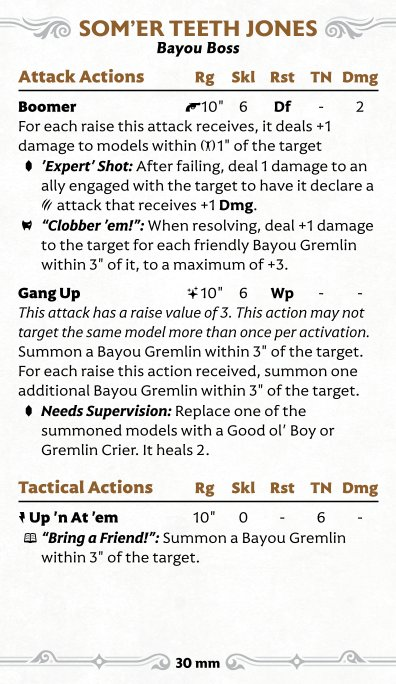 SOM'ER TEETH JONES
Bayou Boss
Attack Actions Rg Skl Rst TN Dmg
Boomer 10" 6 Df - 2
For each raise this attack receives, it deals +1
damage to models within 1" of the target
'Expert' Shot: After failing, deal 1 damage to an
ally engaged with the target to have it declare a
attack that receives +1 Dmg.
"Clobber 'em!": When resolving, deal +1 damage
to the target for each friendly Bayou Gremlin
within 3" of it, to a maximum of +3.
Gang Up 10" 6 Wp - -
This attack has a raise value of 3. This action may not
target the same model more than once per activation.
Summon a Bayou Gremlin within 3" of the target.
For each raise this action received, summon one
additional Bayou Gremlin within 3" of the target.
Needs Supervision: Replace one of the
summoned models with a Good ol' Boy or
Gremlin Crier. It heals 2.
Tactical Actions Rg Skl Rst TN Dmg
Up 'n At 'em 10" 0 - 6 -
"Bring a Friend!": Summon a Bayou Gremlin
within 3" of the target.
30 mm